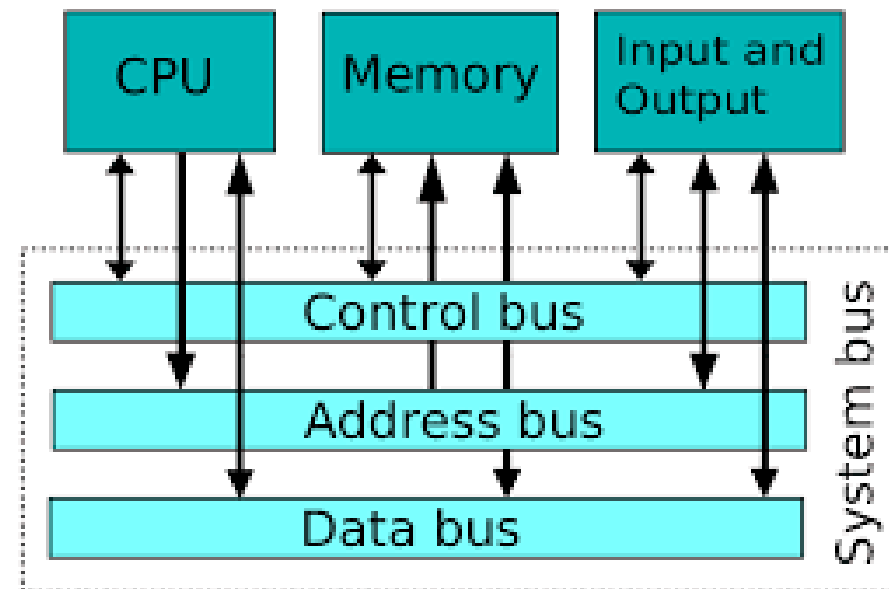 CPU
Memory
Input and
Output
Control bus
Address bus
Data bus
System bus